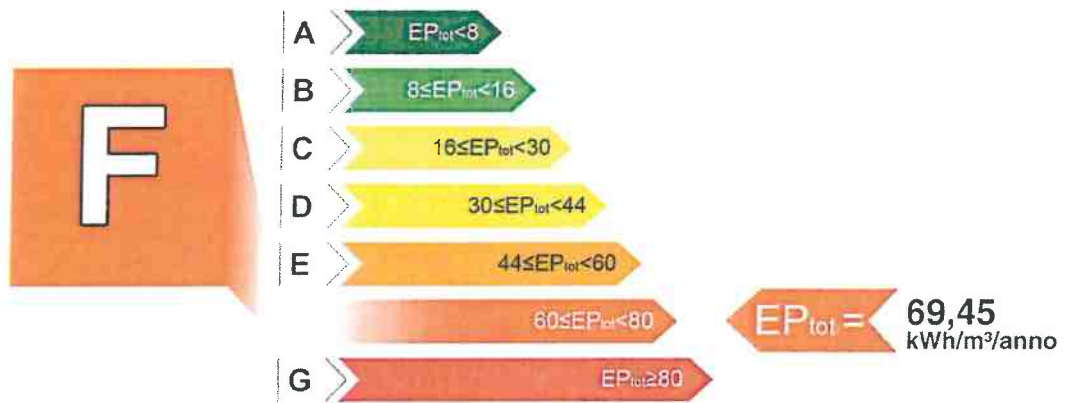 F
A EPtot<8
B 8≤EPtot<16
C 16≤EPtot<30
D 30≤EPtot<44
E 44≤EPtot<60
60≤EPtot<80
EPtot = 69,45
kWh/m³/anno
G EPtot≥80